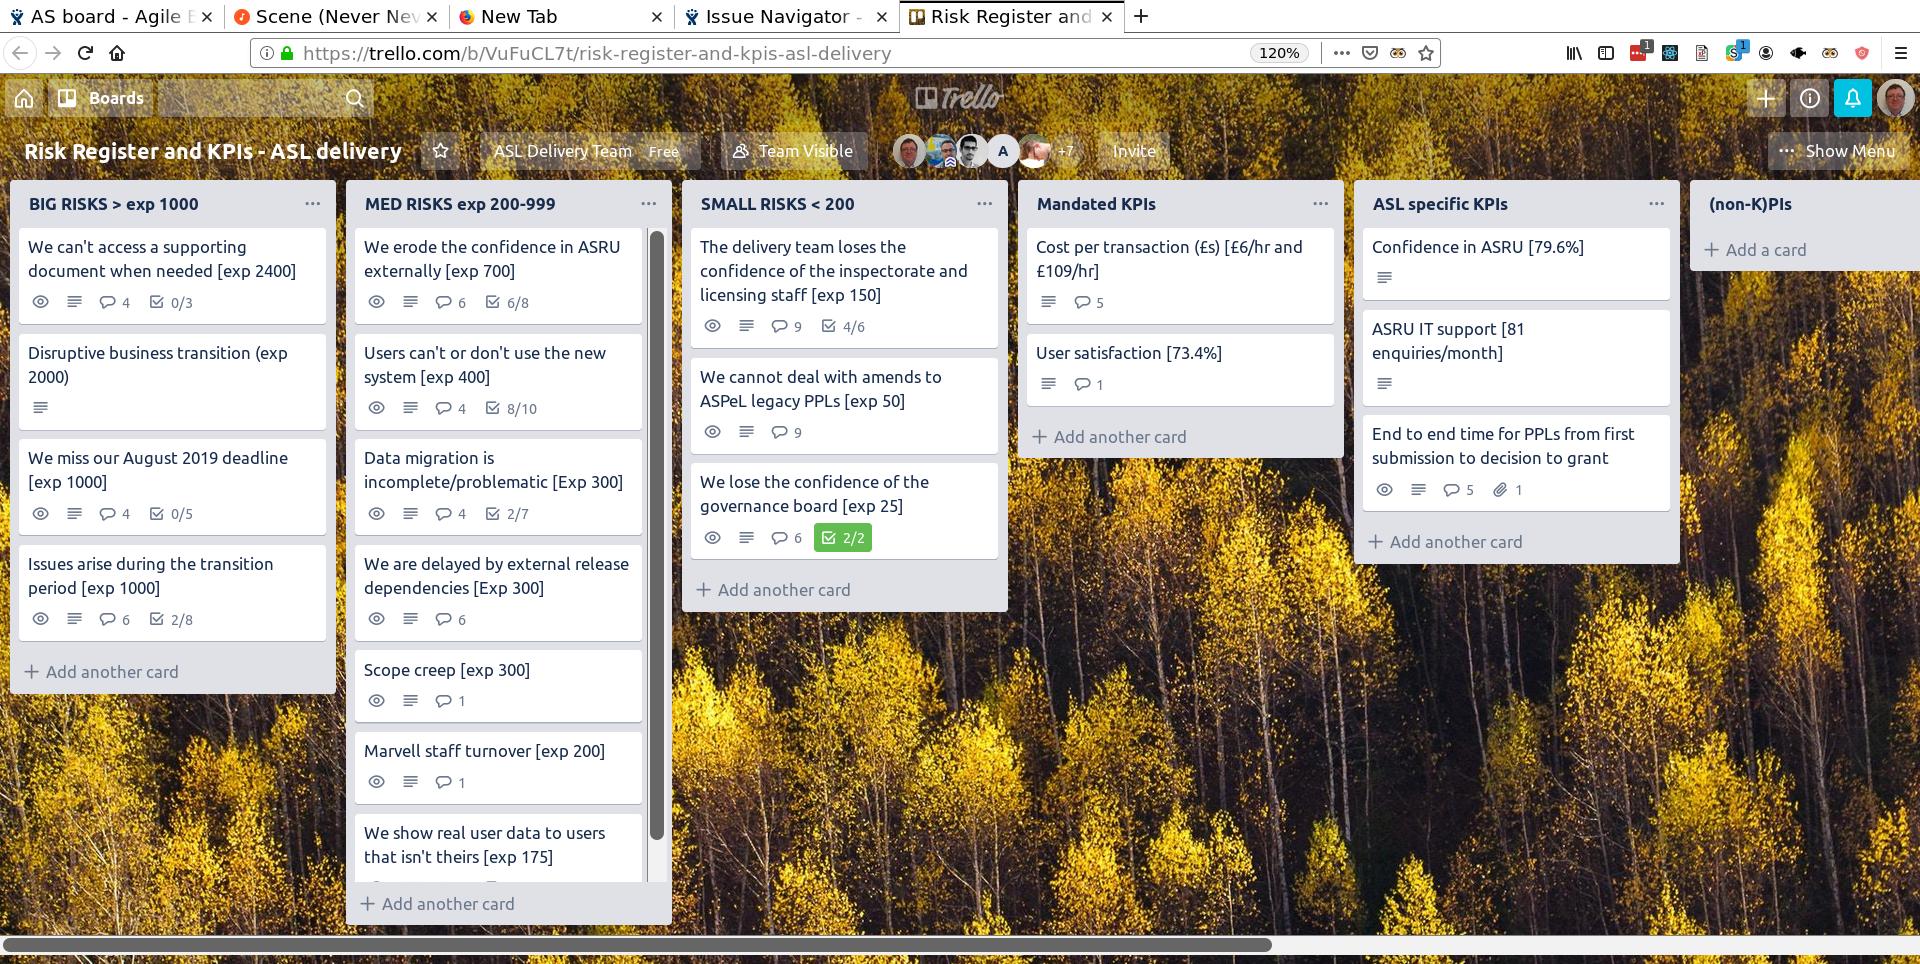 AS board - Agile
Scene (Never Nev
New Tab
Issue Navigator -
Risk Register and
https://trello.com/b/VuFuCL7t/risk-register-and-kpis-asl-delivery
120%
1
1
Boards
Trello
Risk Register and KPIs - ASL delivery
ASL Delivery Team Free
Team Visible
A
+7
Invite
Show Menu
BIG RISKS > exp 1000
We can't access a supporting
document when needed [exp 2400]
4 0/3
Disruptive business transition (exp
2000)
We miss our August 2019 deadline
[exp 1000]
4 0/5
Issues arise during the transition
period [exp 1000]
6 2/8
Add another card
MED RISKS exp 200-999
We erode the confidence in ASRU
externally [exp 700]
6 6/8
Users can't or don't use the new
system [exp 400]
4 8/10
Data migration is
incomplete/problematic [Exp 300]
4 2/7
We are delayed by external release
dependencies [Exp 300]
6
Scope creep [exp 300]
1
Marvell staff turnover [exp 200]
1
We show real user data to users
that isn't theirs [exp 175]
Add another card
SMALL RISKS < 200
The delivery team loses the
confidence of the inspectorate and
licensing staff [exp 150]
9 4/6
We cannot deal with amends to
ASPeL legacy PPLs [exp 50]
9
We lose the confidence of the
governance board [exp 25]
6 2/2
Add another card
Mandated KPIs
Cost per transaction (£s) [£6/hr and
£109/hr]
5
User satisfaction [73.4%]
1
Add another card
ASL specific KPIs
Confidence in ASRU [79.6%]
ASRU IT support [81
enquiries/month]
End to end time for PPLs from first
submission to decision to grant
5 1
Add another card
(non-K)PIs
Add a card